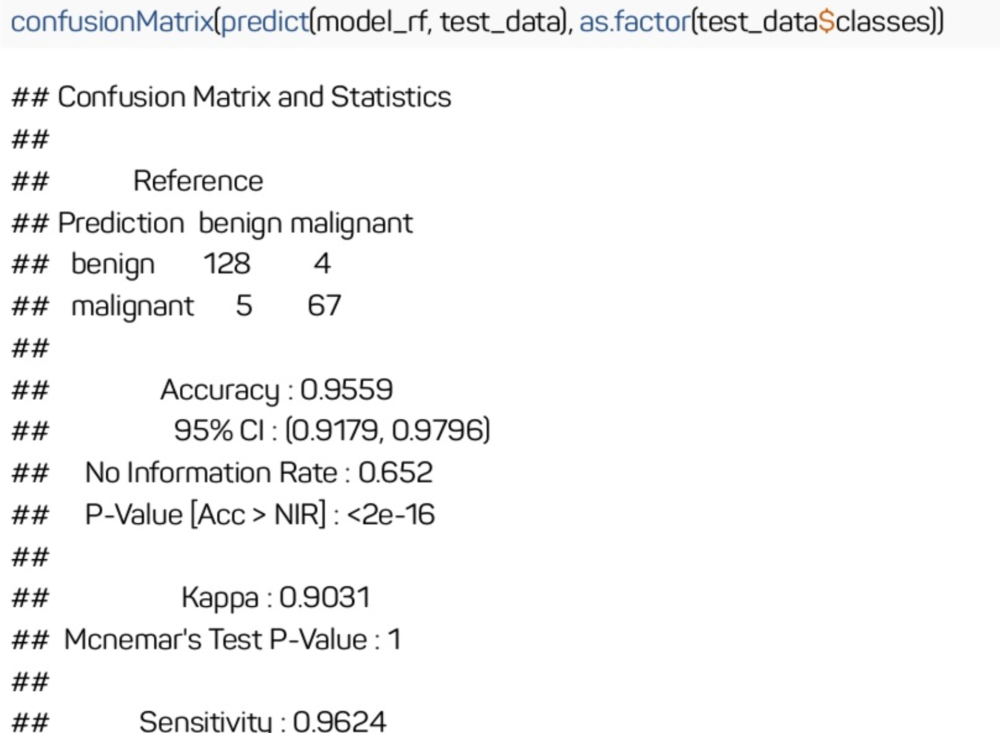 confusionMatrix(predict(model_rf, test_data), as.factor(test_data$classes))
## Confusion Matrix and Statistics
##
## Reference
## Prediction benign malignant
## benign 128 4
## malignant 5 67
##
## Accuracy : 0.9559
## 95% CI : (0.9179, 0.9796)
## No Information Rate : 0.652
## P-Value [Acc > NIR] : <2e-16
##
## Kappa : 0.9031
## Mcnemar's Test P-Value : 1
##
## Sensitivity : 0.9624